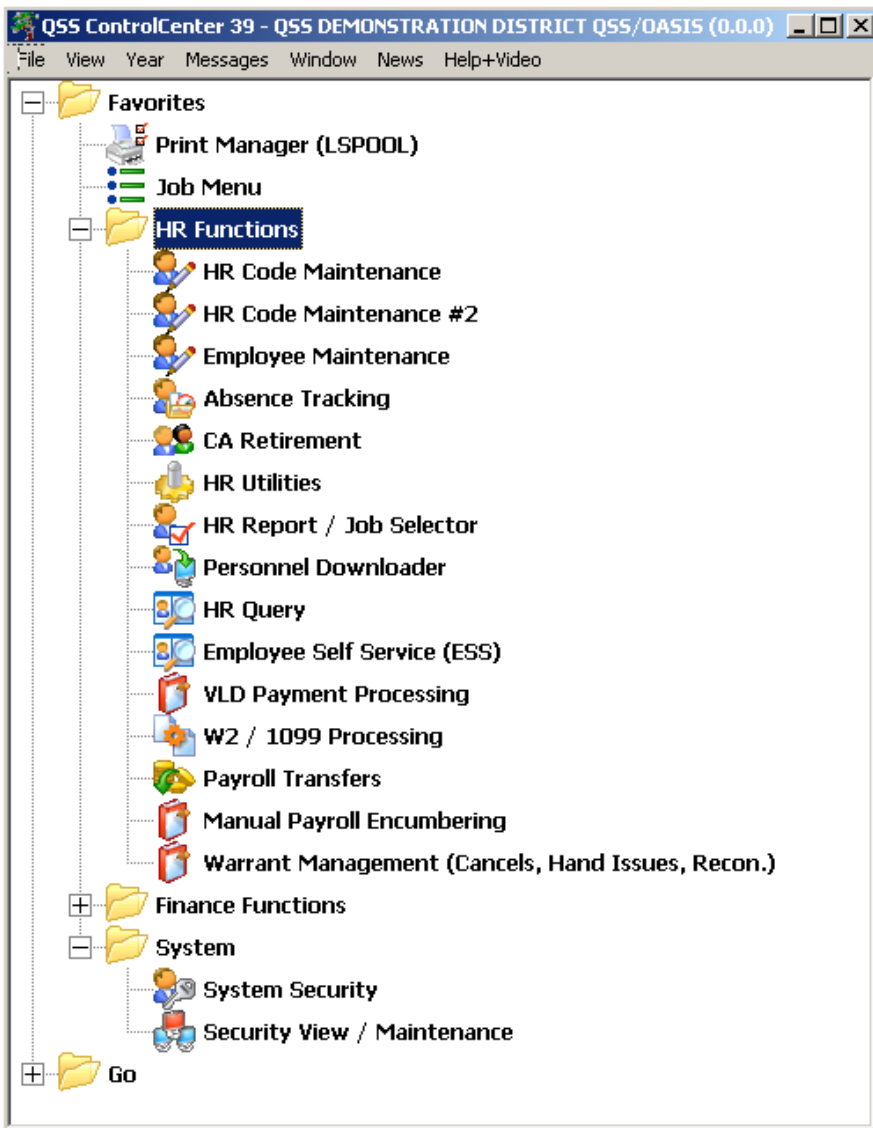 QSS ControlCenter 39 - QSS DEMONSTRATION DISTRICT QSS/OASIS (0.0.0)
File View Year Messages Window News Help+Video
Favorites
Print Manager (LSPOOL)
Job Menu
HR Functions
HR Code Maintenance
HR Code Maintenance #2
Employee Maintenance
Absence Tracking
CA Retirement
HR Utilities
HR Report / Job Selector
Personnel Downloader
HR Query
Employee Self Service (ESS)
VLD Payment Processing
W2 / 1099 Processing
Payroll Transfers
Manual Payroll Encumbering
Warrant Management (Cancels, Hand Issues, Recon.)
Finance Functions
System
System Security
Security View / Maintenance
Go